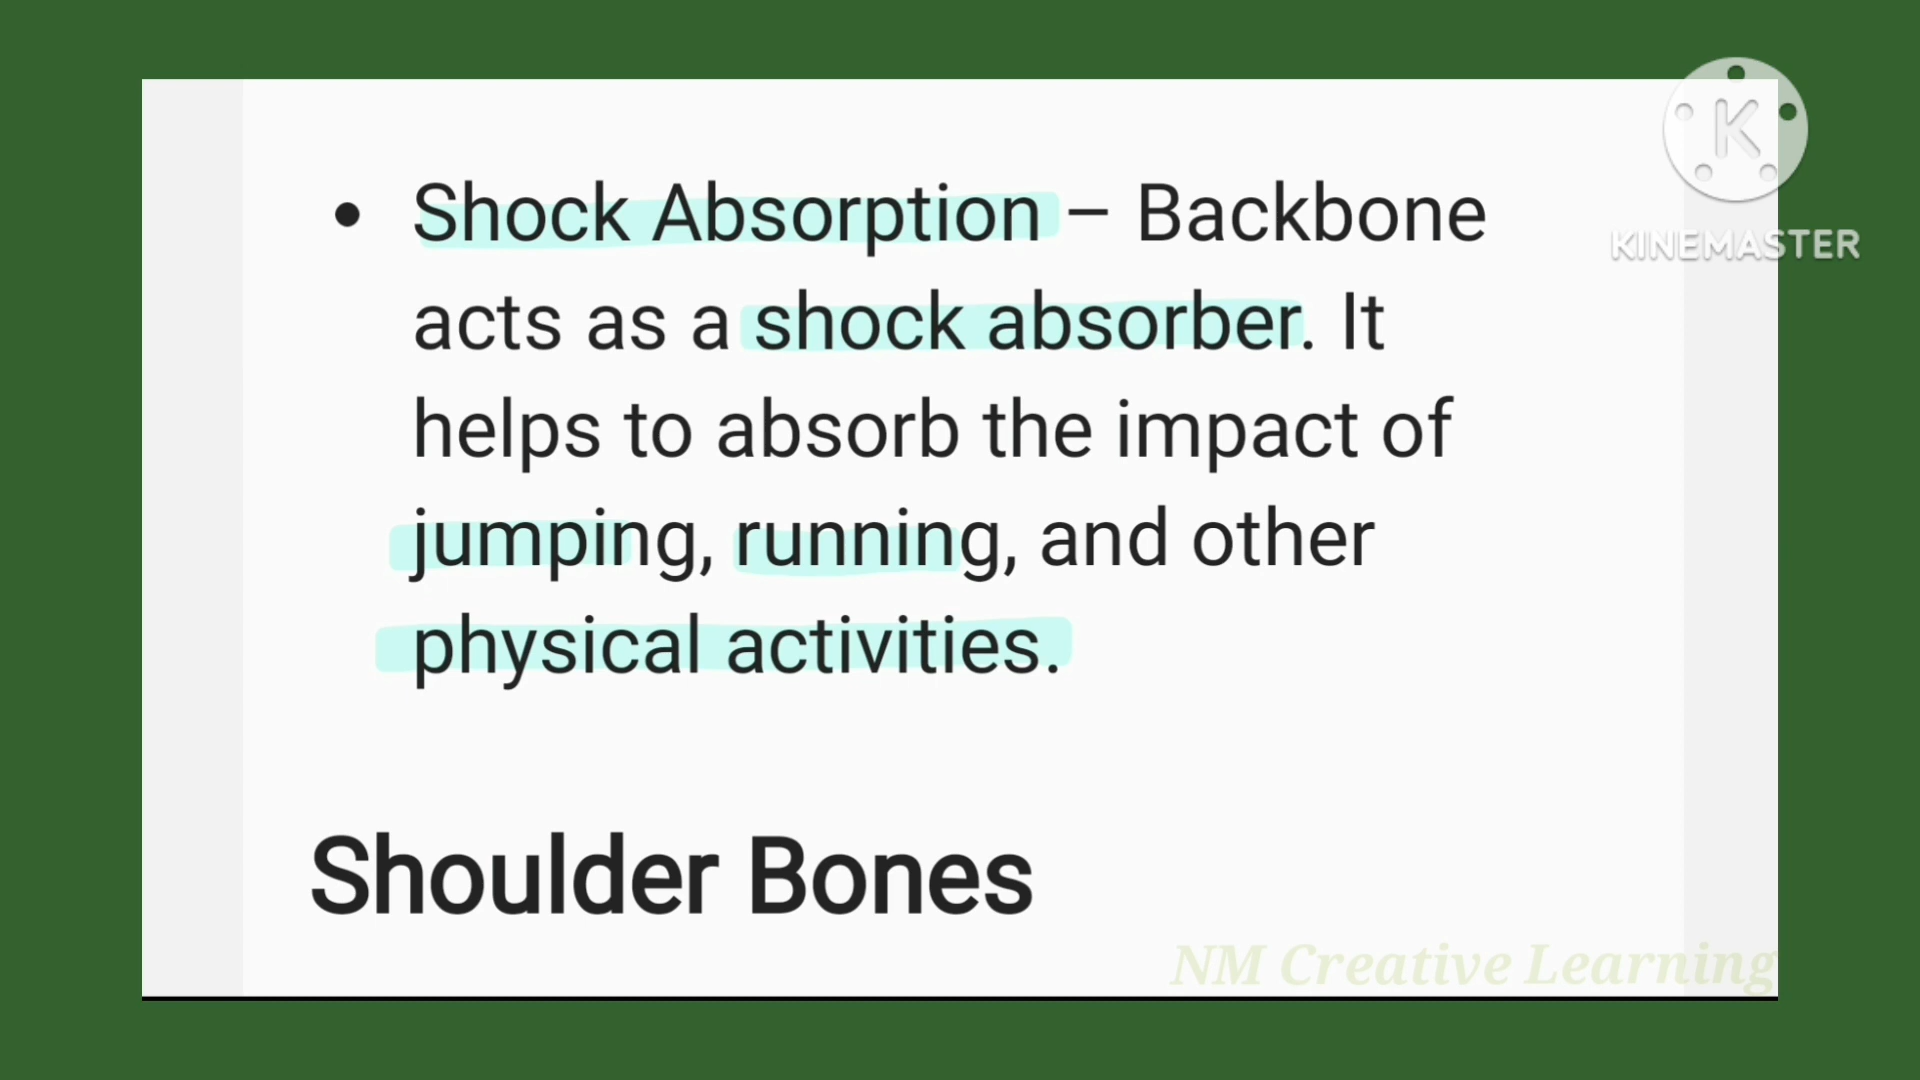 • Shock Absorption – Backbone
acts as a shock absorber. It
helps to absorb the impact of
jumping, running, and other
physical activities.
Shoulder Bones
K
KINEMASTER
NM Creative Learning